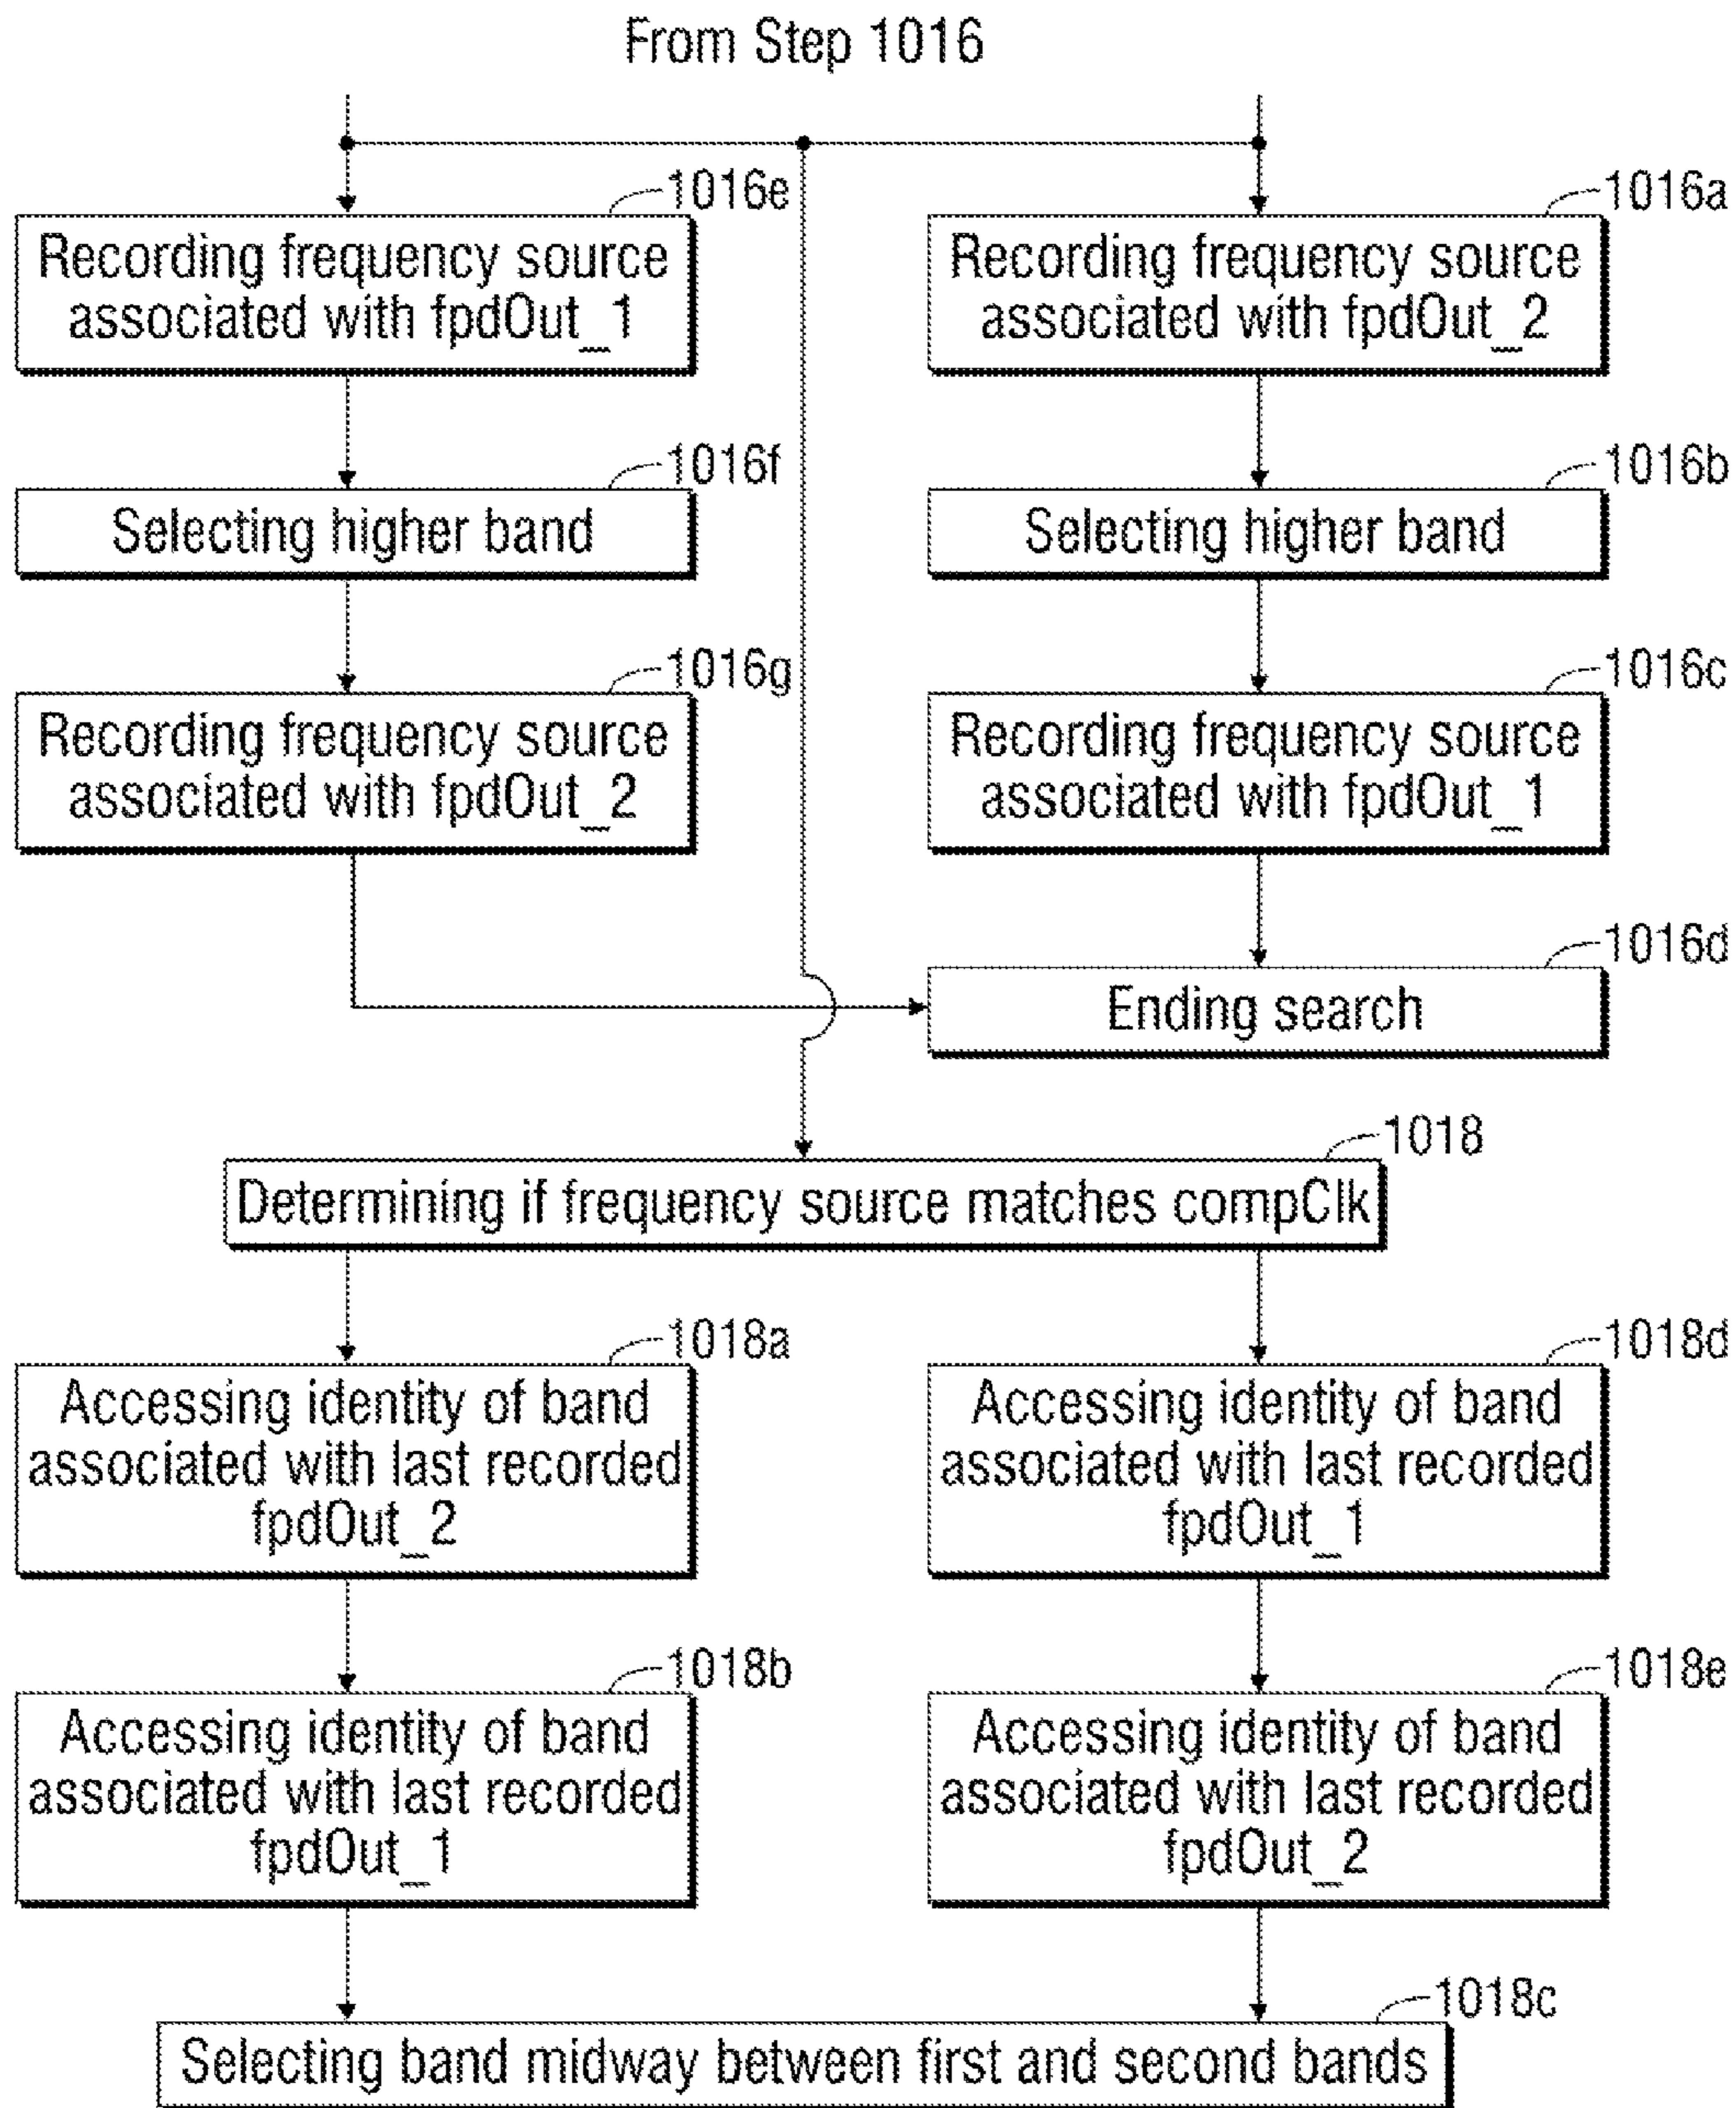 From Step 1016
1016e
Recording frequency source
associated with fpdOut_1
1016a
Recording frequency source
associated with fpdOut_2
1016f
Selecting higher band
1016b
Selecting higher band
1016g
Recording frequency source
associated with fpdOut_2
1016c
Recording frequency source
associated with fpdOut_1
1016d
Ending search
1018
Determining if frequency source matches compClk
1018a
Accessing identity of band
associated with last recorded
fpdOut_2
1018d
Accessing identity of band
associated with last recorded
fpdOut_1
1018b
Accessing identity of band
associated with last recorded
fpdOut_1
1018e
Accessing identity of band
associated with last recorded
fpdOut_2
1018c
Selecting band midway between first and second bands